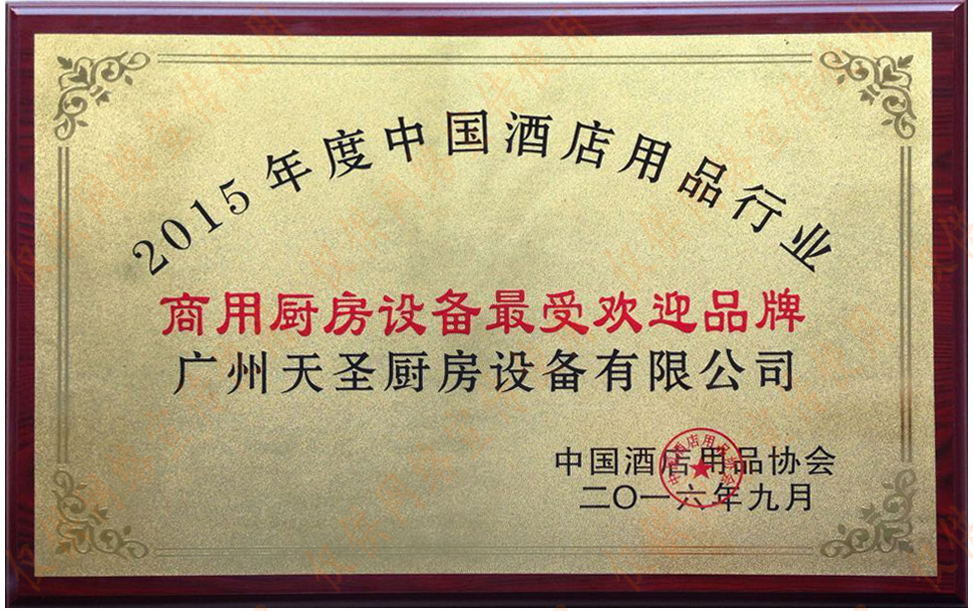 2015年度中国酒店用品行业
商用厨房设备最受欢迎品牌
广州天圣厨房设备有限公司
中国酒店用品协会
二〇一六年九月